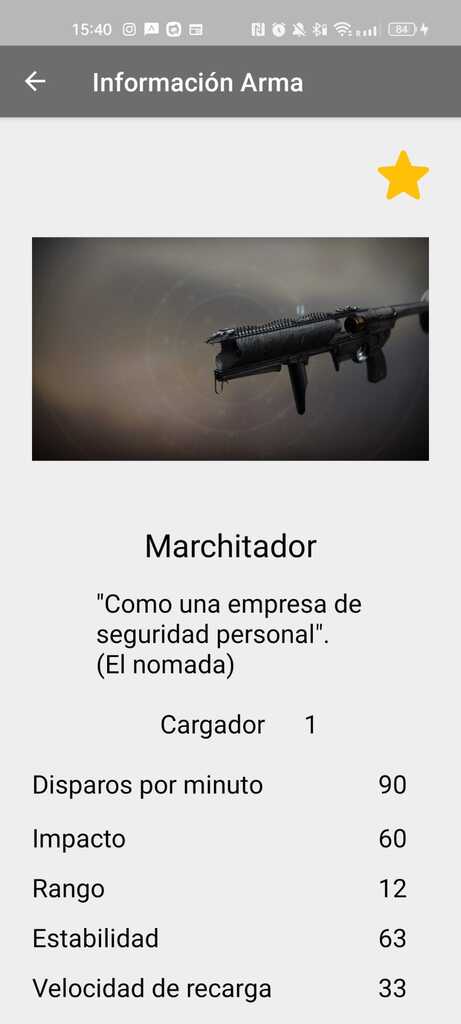 15:40
84
Información Arma
Marchitador
"Como una empresa de
seguridad personal".
(El nomada)
Cargador 1
Disparos por minuto 90
Impacto 60
Rango 12
Estabilidad 63
Velocidad de recarga 33